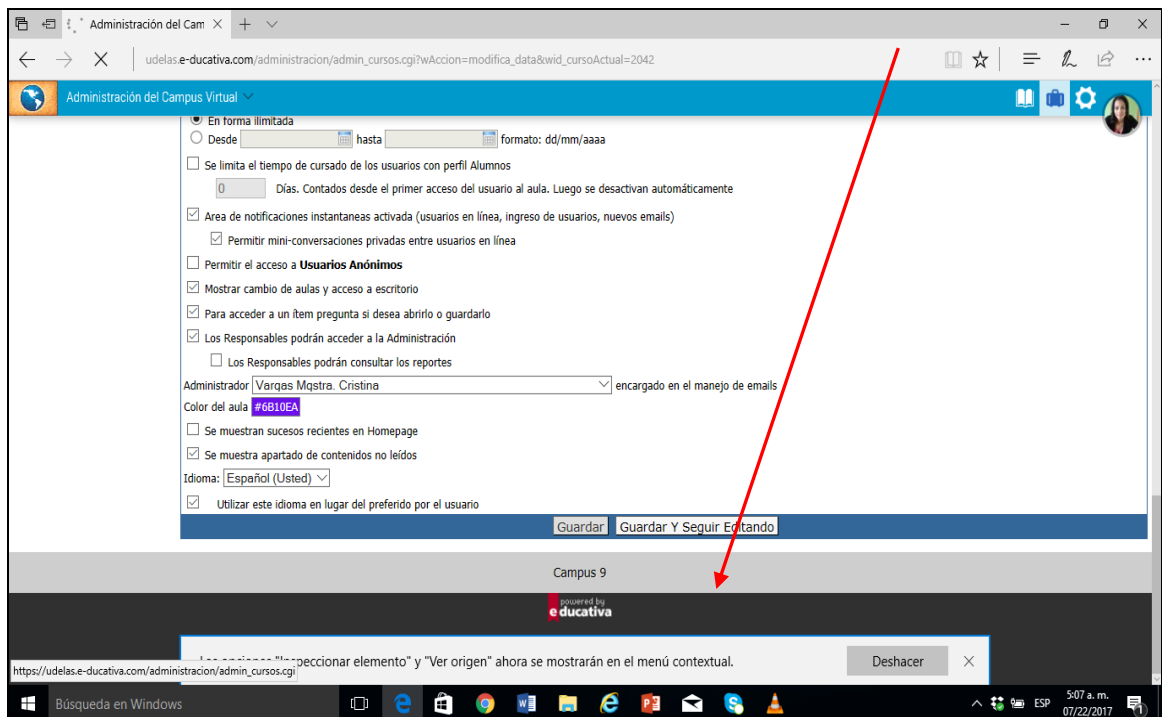 Administración del Cam
udelas.e-ducativa.com/administracion/admin_cursos.cgi?wAccion=modifica_data&wid_cursoActual=2042
Administración del Campus Virtual
En forma ilimitada
Desde hasta formato: dd/mm/aaaa
Se limita el tiempo de cursado de los usuarios con perfil Alumnos
0 Días. Contados desde el primer acceso del usuario al aula. Luego se desactivan automáticamente
Area de notificaciones instantaneas activada (usuarios en línea, ingreso de usuarios, nuevos emails)
Permitir mini-conversaciones privadas entre usuarios en línea
Permitir el acceso a Usuarios Anónimos
Mostrar cambio de aulas y acceso a escritorio
Para acceder a un ítem pregunta si desea abrirlo o guardarlo
Los Responsables podrán acceder a la Administración
Los Responsables podrán consultar los reportes
Administrador Vargas Mgstra. Cristina encargado en el manejo de emails
Color del aula #6B10EA
Se muestran sucesos recientes en Homepage
Se muestra apartado de contenidos no leídos
Idioma: Español (Usted)
Utilizar este idioma en lugar del preferido por el usuario
Guardar Guardar Y Seguir Editando
Campus 9
powered by
educativa
"Inspeccionar elemento" y "Ver origen" ahora se mostrarán en el menú contextual. Deshacer
https://udelas.e-ducativa.com/administracion/admin_cursos.cgi
Búsqueda en Windows ESP 5:07 a. m.
07/22/2017